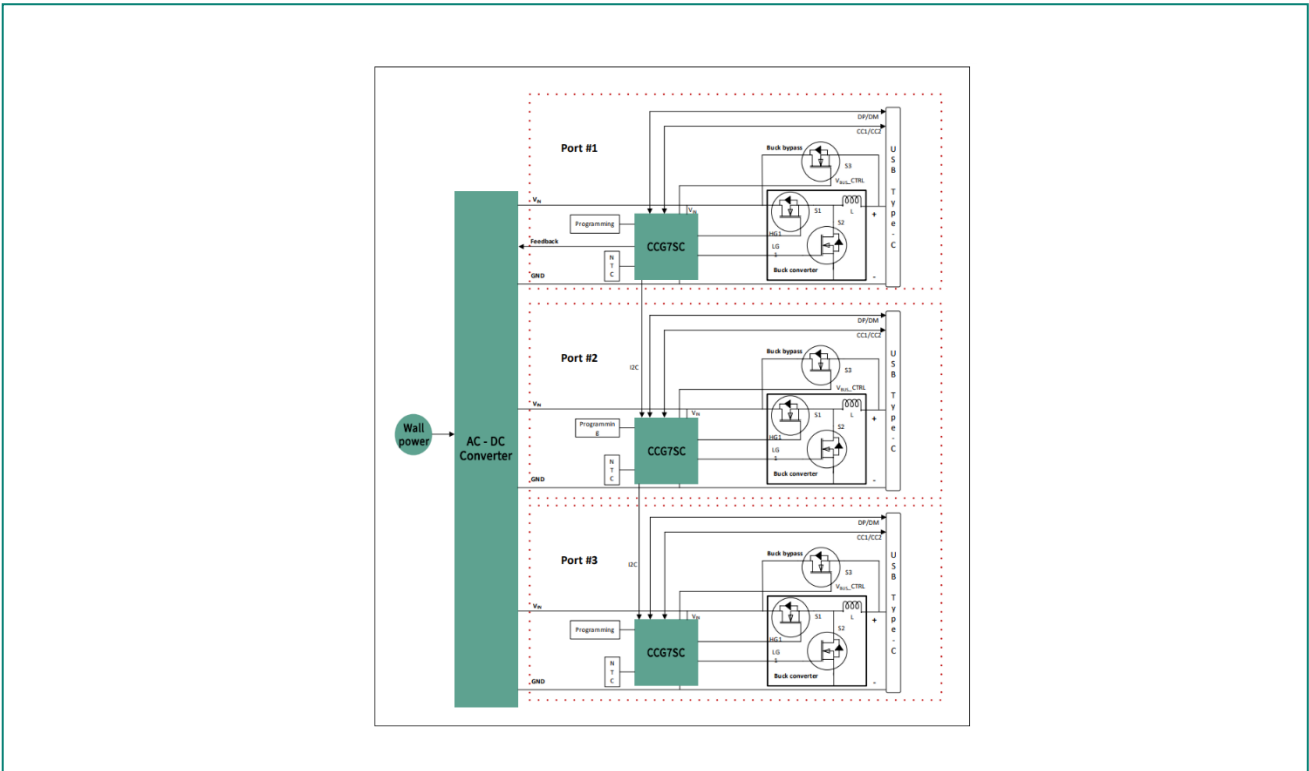 Wall
power
AC - DC
Converter
Port #1
DP/DM
CC1/CC2
Buck bypass
S3
VBUS_CTRL
VIN
VIN
Programming
CCG7SC
Feedback
N
T
C
GND
HG1
LG
1
S1
S2
L
+
-
Buck converter
U
S
B
T
y
p
e
-
C
I2C
Port #2
DP/DM
CC1/CC2
Buck bypass
S3
VBUS_CTRL
VIN
VIN
Programmin
g
CCG7SC
N
T
C
GND
HG1
LG
1
S1
S2
L
+
-
Buck converter
U
S
B
T
y
p
e
-
C
I2C
Port #3
DP/DM
CC1/CC2
Buck bypass
S3
VBUS_CTRL
VIN
VIN
Programming
CCG7SC
N
T
C
GND
HG1
LG
1
S1
S2
L
+
-
Buck converter
U
S
B
T
y
p
e
-
C